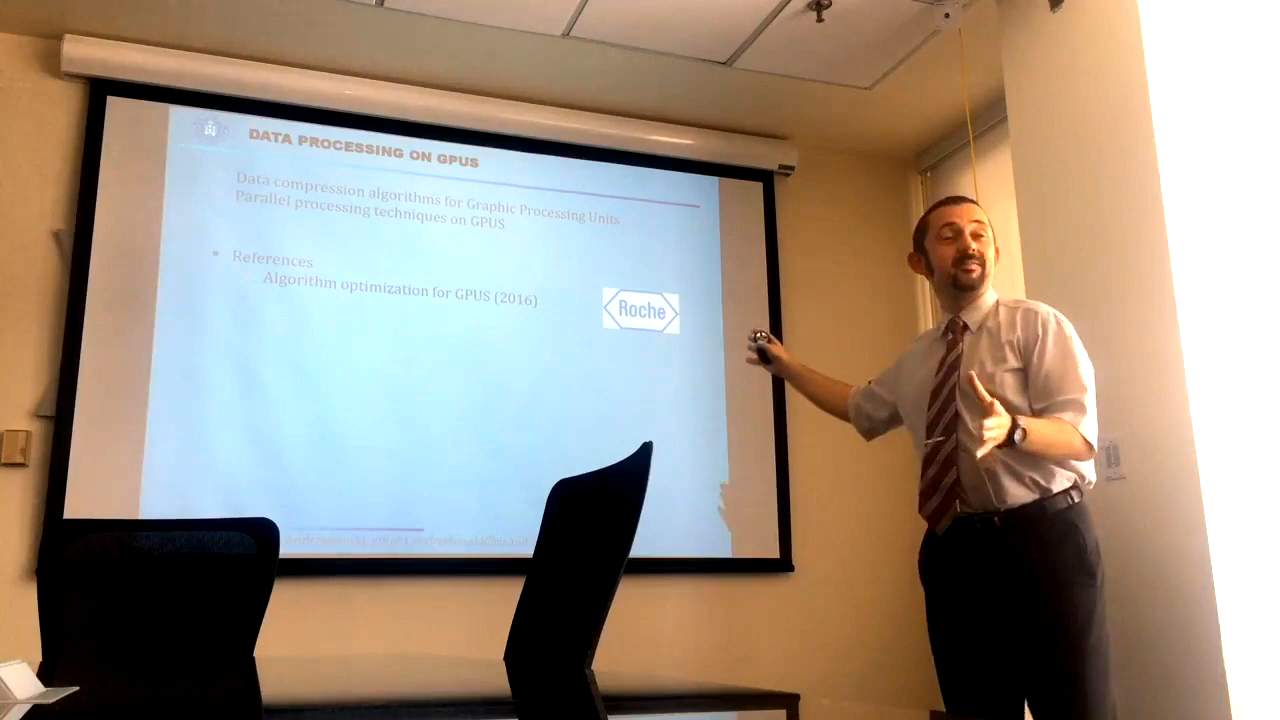 DATA PROCESSING ON GPUS
Data compression algorithms for Graphic Processing Units
Parallel processing techniques on GPUS
• References
Algorithm optimization for GPUS (2016)
Roche